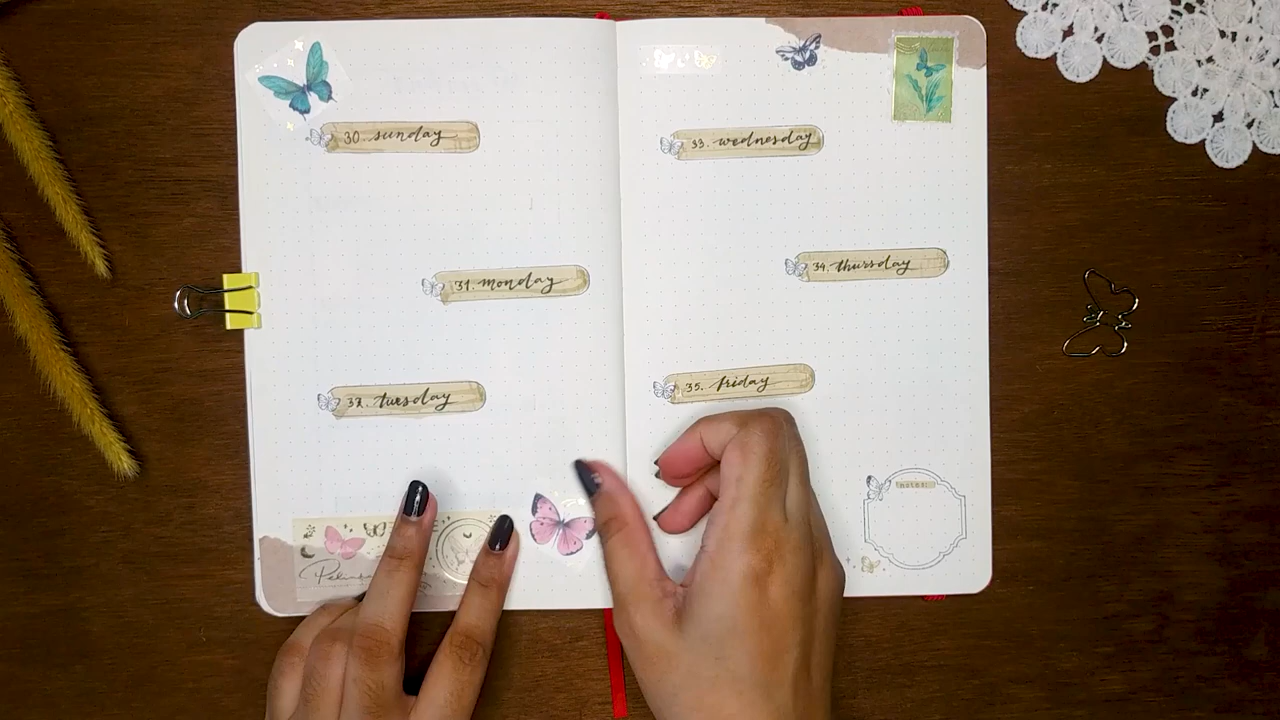 30. sunday
31. monday
32. tuesday
33. wednesday
34. thursday
35. friday
notes: